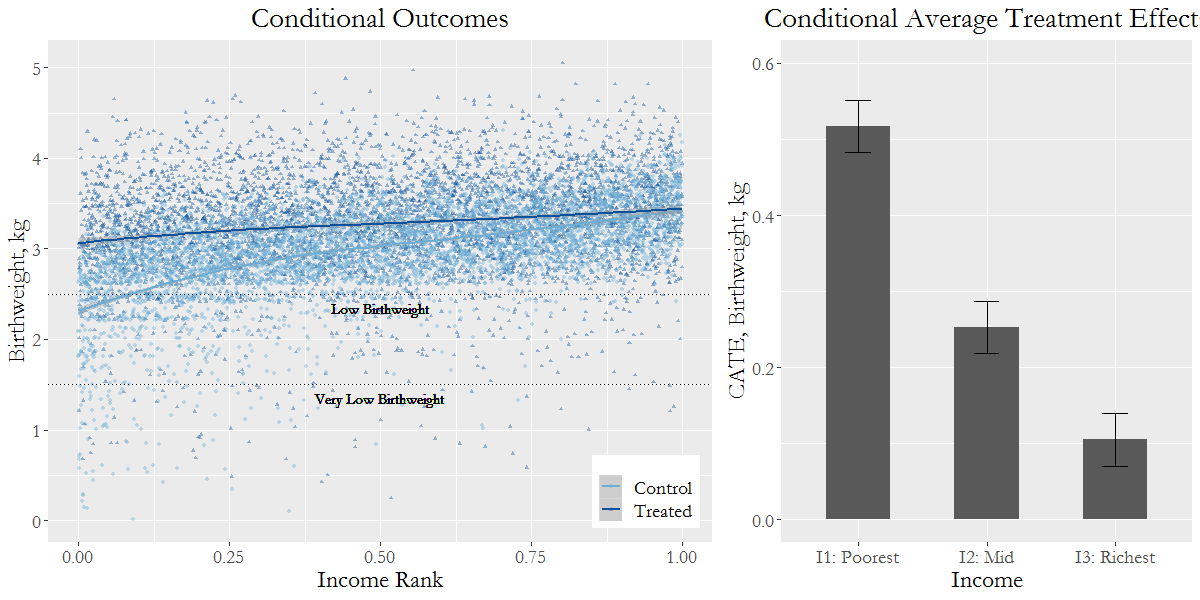 Conditional Outcomes
Birthweight, kg
5
4
3
2
1
0
Low Birthweight
Very Low Birthweight
Control
Treated
0.00
0.25
0.50
0.75
1.00
Income Rank
Conditional Average Treatment Effect
CATE, Birthweight, kg
0.6
0.4
0.2
0.0
I1: Poorest
I2: Mid
I3: Richest
Income